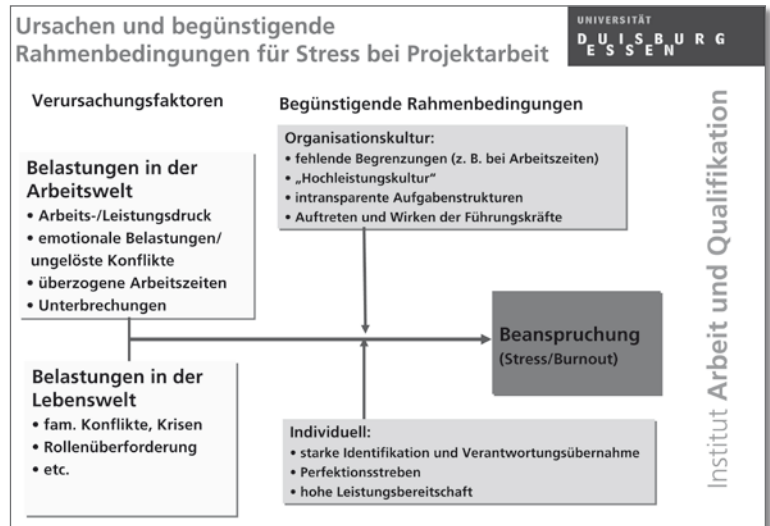 Ursachen und begünstigende
Rahmenbedingungen für Stress bei Projektarbeit
UNIVERSITÄT
DUISBURG
ESSEN
Verursachungsfaktoren
Begünstigende Rahmenbedingungen
Belastungen in der
Arbeitswelt
• Arbeits-/Leistungsdruck
• emotionale Belastungen/
ungelöste Konflikte
• überzogene Arbeitszeiten
• Unterbrechungen
Organisationskultur:
• fehlende Begrenzungen (z. B. bei Arbeitszeiten)
• „Hochleistungskultur“
• intransparente Aufgabenstrukturen
• Auftreten und Wirken der Führungskräfte
Beanspruchung
(Stress/Burnout)
Belastungen in der
Lebenswelt
• fam. Konflikte, Krisen
• Rollenüberforderung
• etc.
Individuell:
• starke Identifikation und Verantwortungsübernahme
• Perfektionsstreben
• hohe Leistungsbereitschaft
Institut Arbeit und Qualifikation